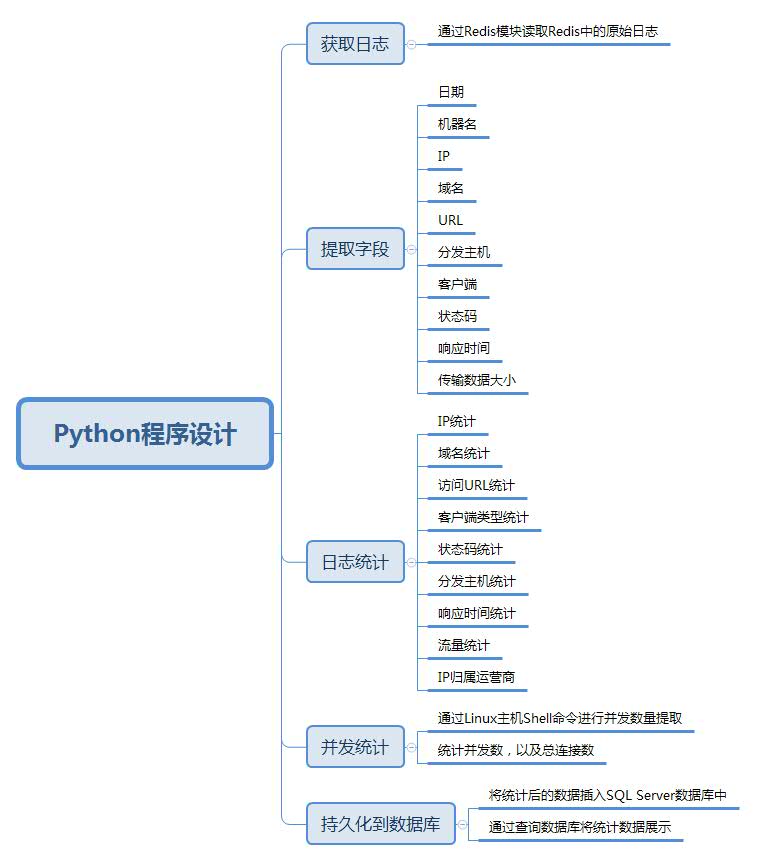 Python程序设计
获取日志
通过Redis模块读取Redis中的原始日志
提取字段
日期
机器名
IP
域名
URL
分发主机
客户端
状态码
响应时间
传输数据大小
日志统计
IP统计
域名统计
访问URL统计
客户端类型统计
状态码统计
分发主机统计
响应时间统计
流量统计
IP归属运营商
并发统计
通过Linux主机Shell命令进行并发数量提取
统计并发数，以及总连接数
持久化到数据库
将统计后的数据插入SQL Server数据库中
通过查询数据库将统计数据展示